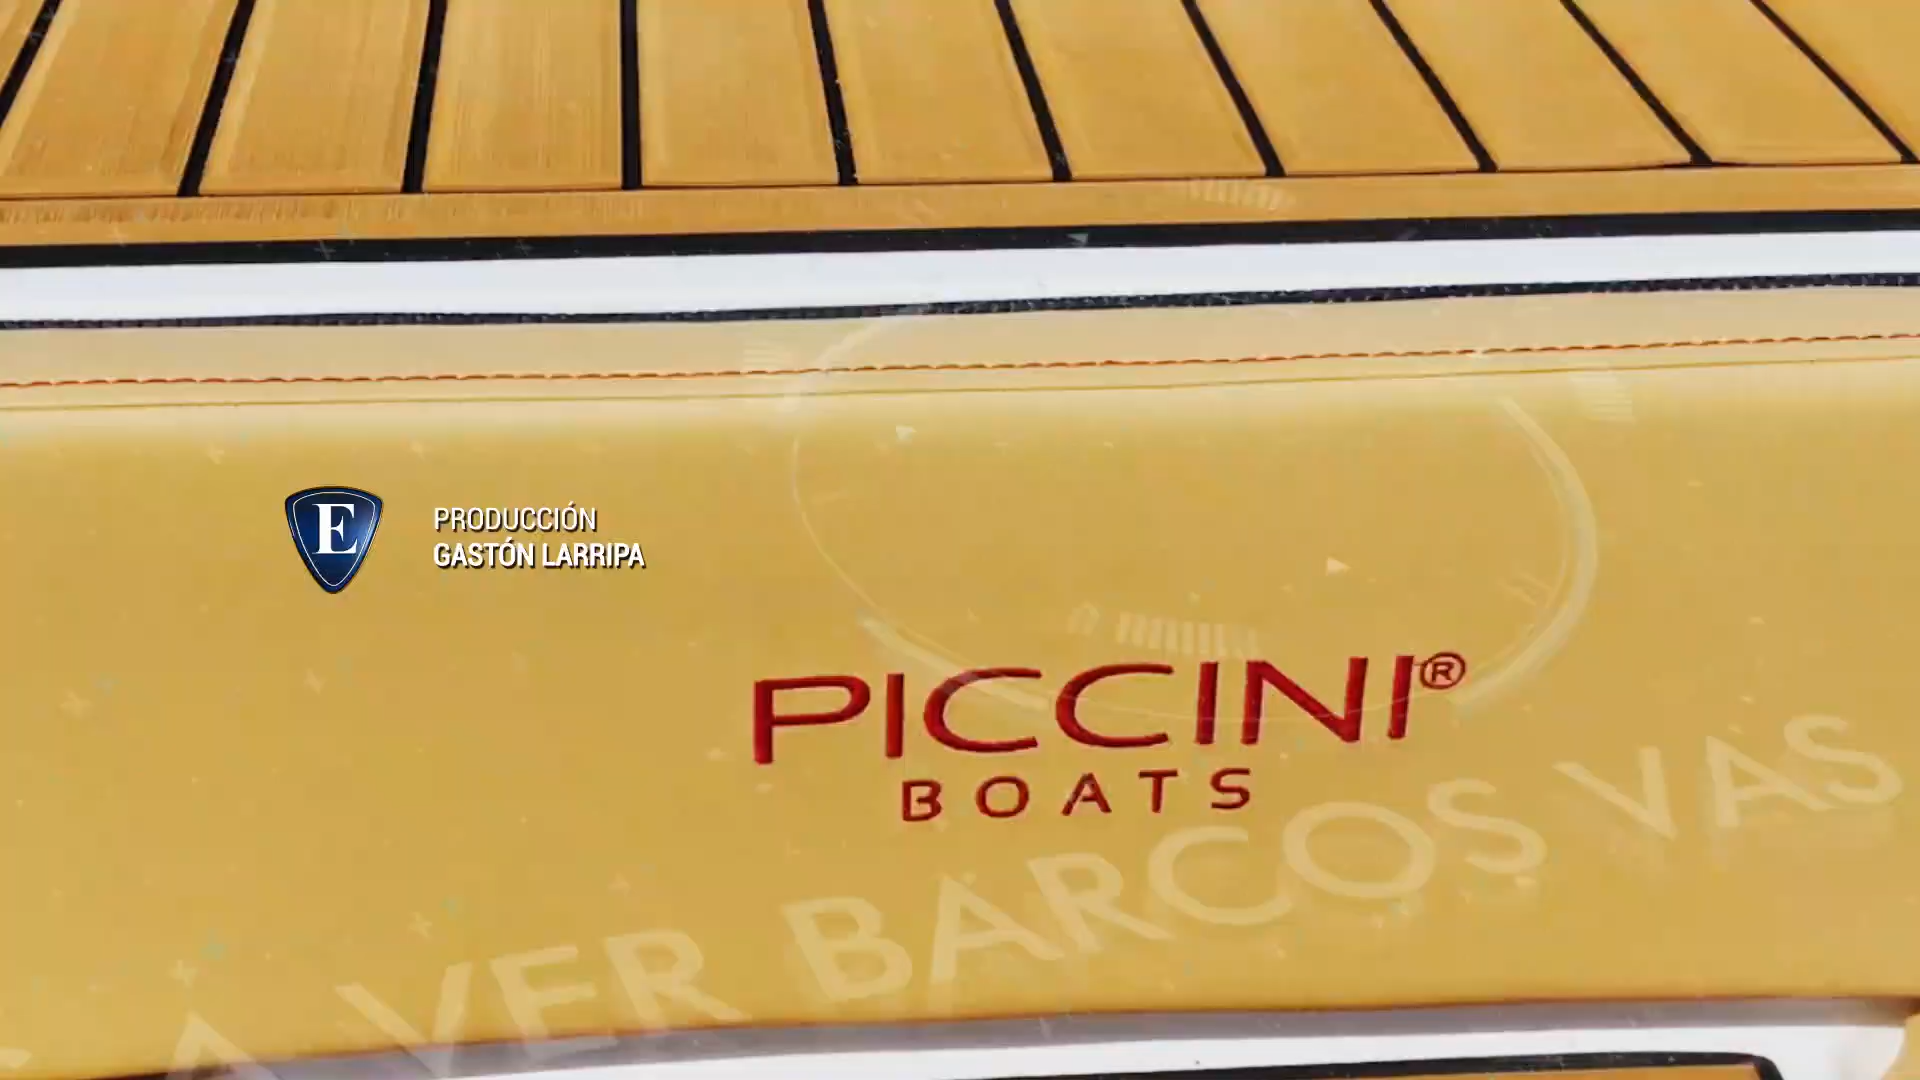 E
PRODUCCIÓN
GASTÓN LARRIPA
PICCINI®
BOATS
A VER BARCOS VAS